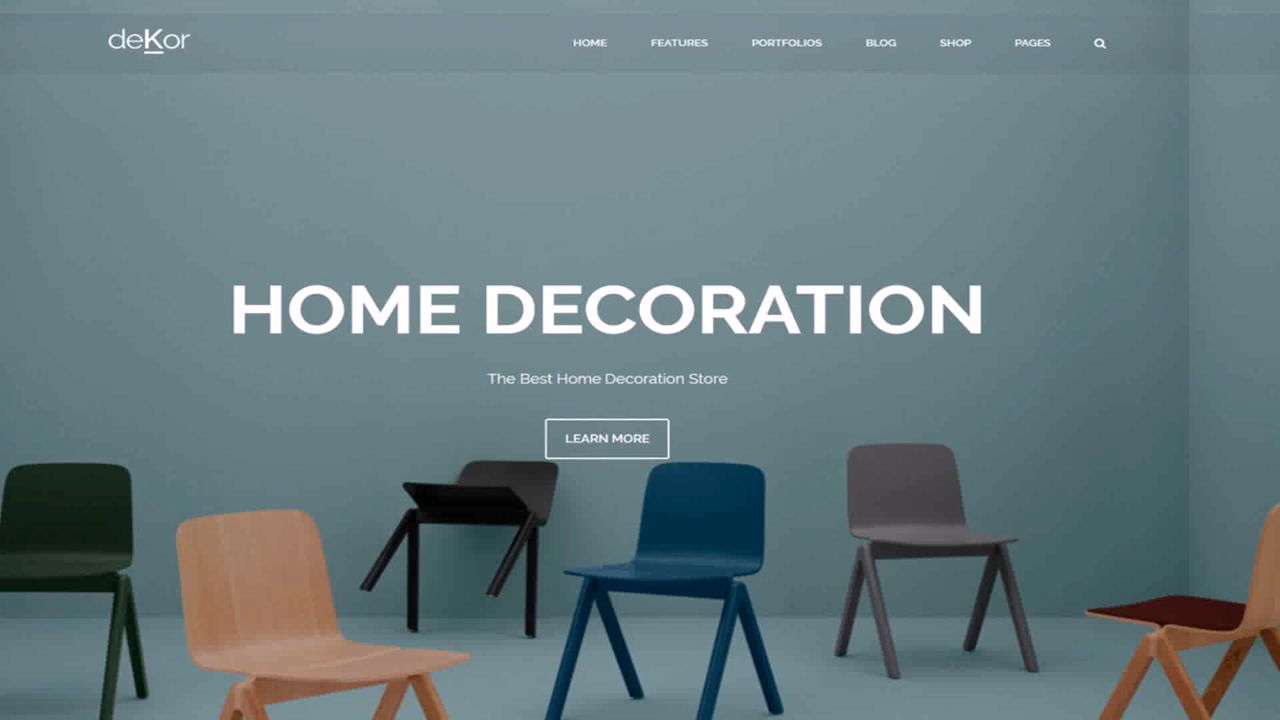 deKor
HOME FEATURES PORTFOLIOS BLOG SHOP PAGES
HOME DECORATION
The Best Home Decoration Store
LEARN MORE